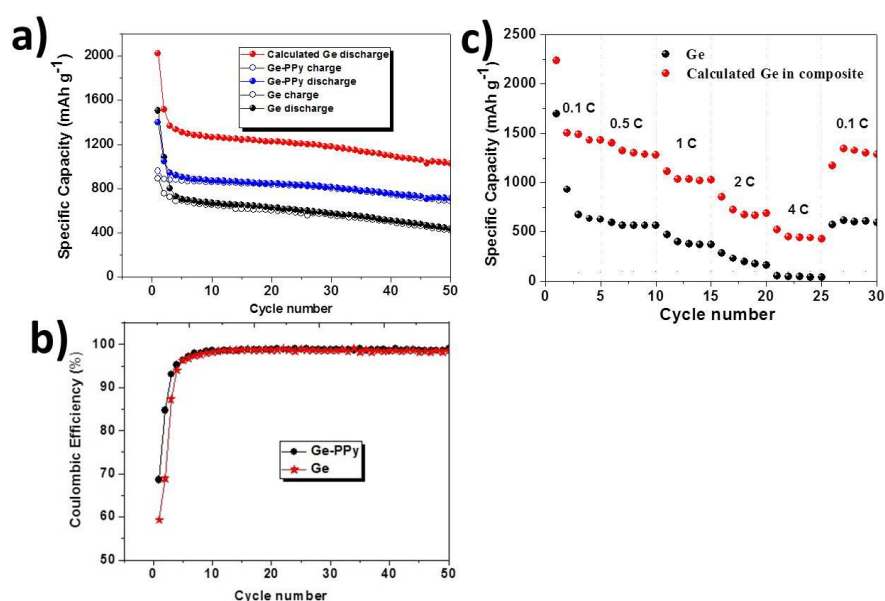 a)
Specific Capacity (mAh g-1)
2000
1600
1200
800
400
0
Calculated Ge discharge
Ge-PPy charge
Ge-PPy discharge
Ge charge
Ge discharge
0 10 20 30 40 50
Cycle number
b)
Coulombic Efficiency (%)
100
90
80
70
60
50
Ge-PPy
Ge
0 10 20 30 40 50
Cycle number
c)
Specific Capacity (mAh g-1)
2500
2000
1500
1000
500
0
Ge
Calculated Ge in composite
0.1 C
0.5 C
1 C
2 C
4 C
0.1 C
0 5 10 15 20 25 30
Cycle number